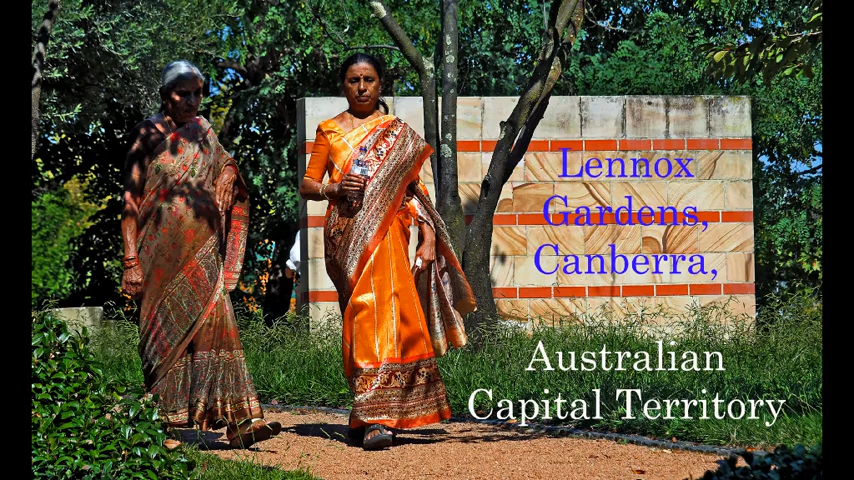 Lennox
Gardens,
Canberra,
Australian
Capital Territory